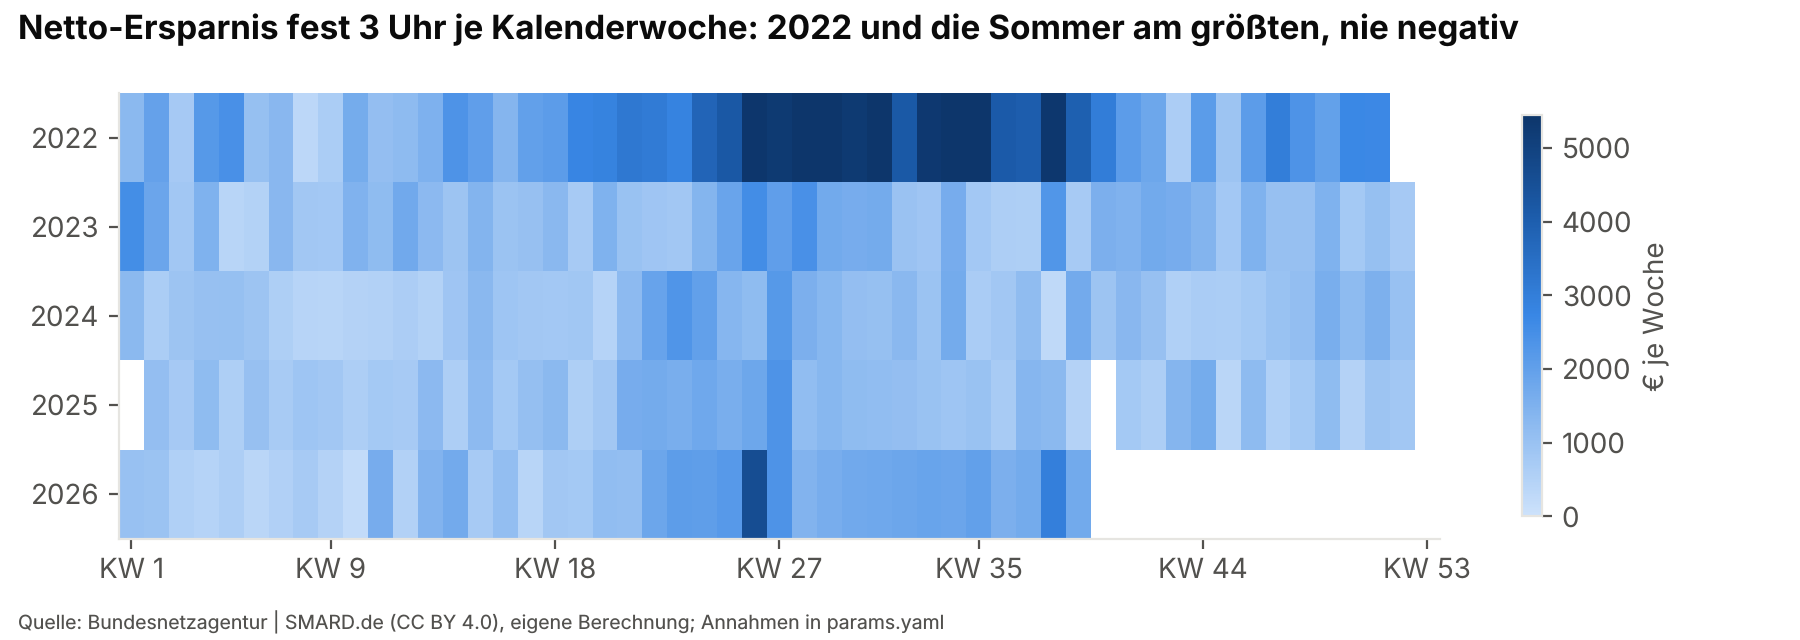 Netto-Ersparnis fest 3 Uhr je Kalenderwoche: 2022 und die Sommer am größten, nie negativ
2022
2023
2024
2025
2026
KW 1
KW 9
KW 18
KW 27
KW 35
KW 44
KW 53
5000
4000
3000
2000
1000
0
€ je Woche
Quelle: Bundesnetzagentur | SMARD.de (CC BY 4.0), eigene Berechnung; Annahmen in params.yaml